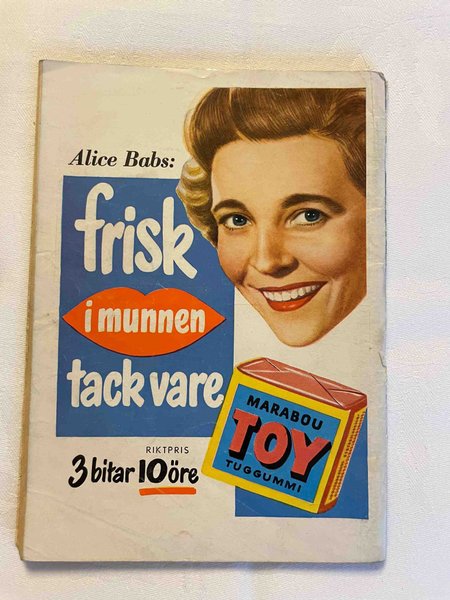 Alice Babs:
frisk
i munnen
tack vare
MARABOU
TOY
TUGGUMMI
RIKTPRIS
3 bitar 10 öre